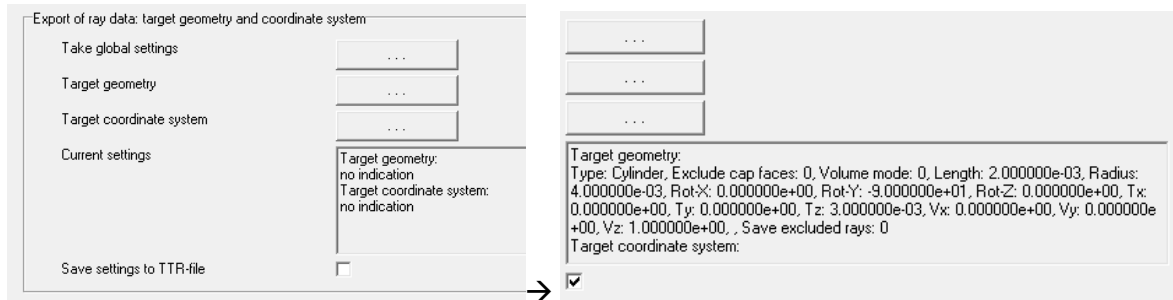 Export of ray data: target geometry and coordinate system
Take global settings
. . .
Target geometry
. . .
Target coordinate system
. . .
Current settings
Target geometry:
no indication
Target coordinate system:
no indication
Save settings to TTR-file
→
. . .
. . .
. . .
Target geometry:
Type: Cylinder, Exclude cap faces: 0, Volume mode: 0, Length: 2.000000e-03, Radius:
4.000000e-03, Rot-X: 0.000000e+00, Rot-Y: -9.000000e+01, Rot-Z: 0.000000e+00, Tx:
0.000000e+00, Ty: 0.000000e+00, Tz: 3.000000e-03, Vx: 0.000000e+00, Vy: 0.000000e
+00, Vz: 1.000000e+00, , Save excluded rays: 0
Target coordinate system: